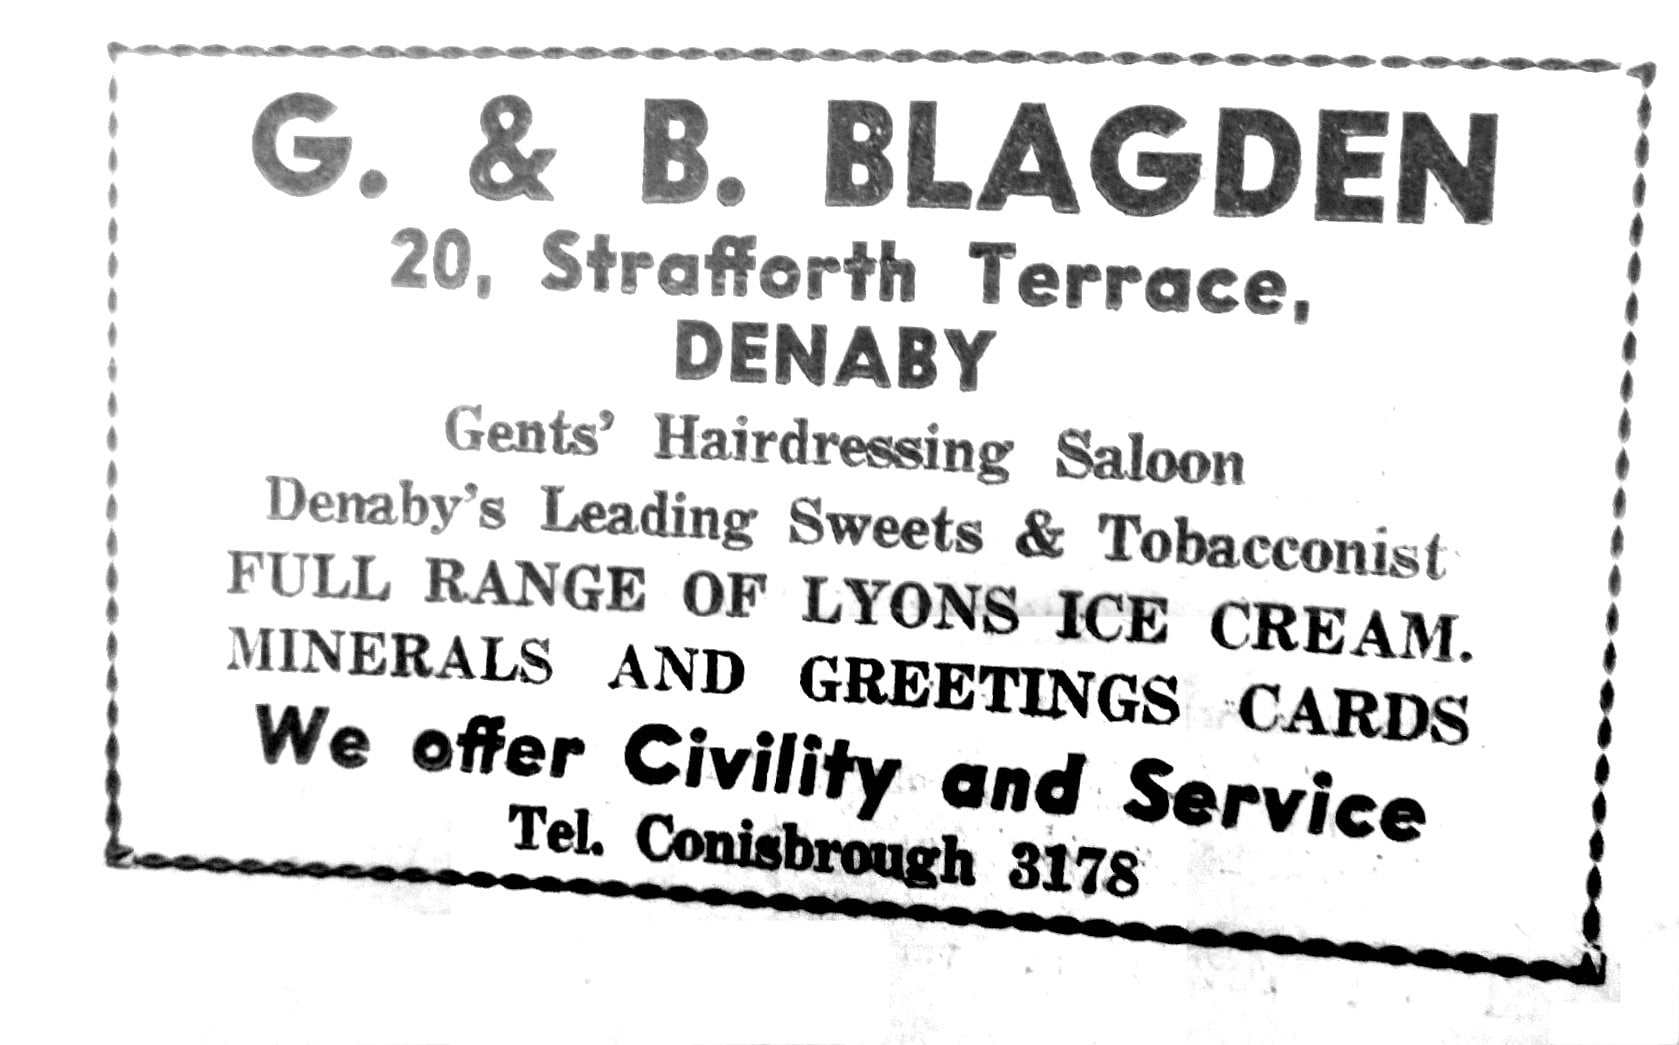 G. & B. BLAGDEN
20, Strafforth Terrace,
DENABY
Gents' Hairdressing Saloon
Denaby's Leading Sweets & Tobacconist
FULL RANGE OF LYONS ICE CREAM.
MINERALS AND GREETINGS CARDS
We offer Civility and Service
Tel. Conisbrough 3178